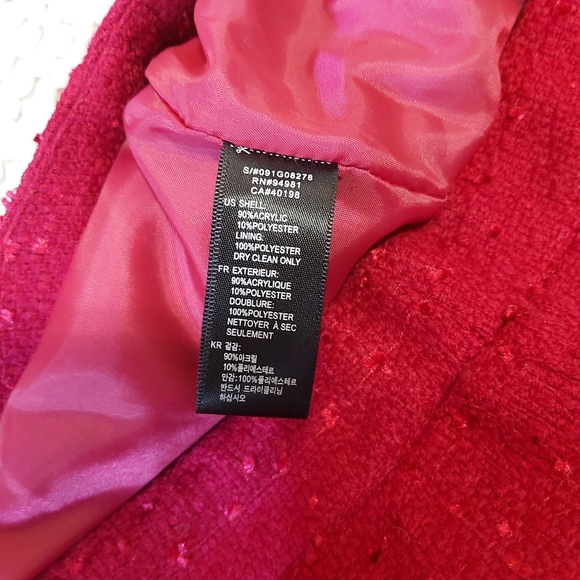 S/#091G08278
RN#94981
CA#40198
US SHELL:
90%ACRYLIC
10%POLYESTER
LINING:
100%POLYESTER
DRY CLEAN ONLY
FR EXTERIEUR:
90%ACRYLIQUE
10%POLYESTER
DOUBLURE:
100%POLYESTER
NETTOYER À SEC
SEULEMENT
KR 겉감:
90%아크릴
10%폴리에스테르
안감:100%폴리에스테르
반드시 드라이클리닝
하십시오